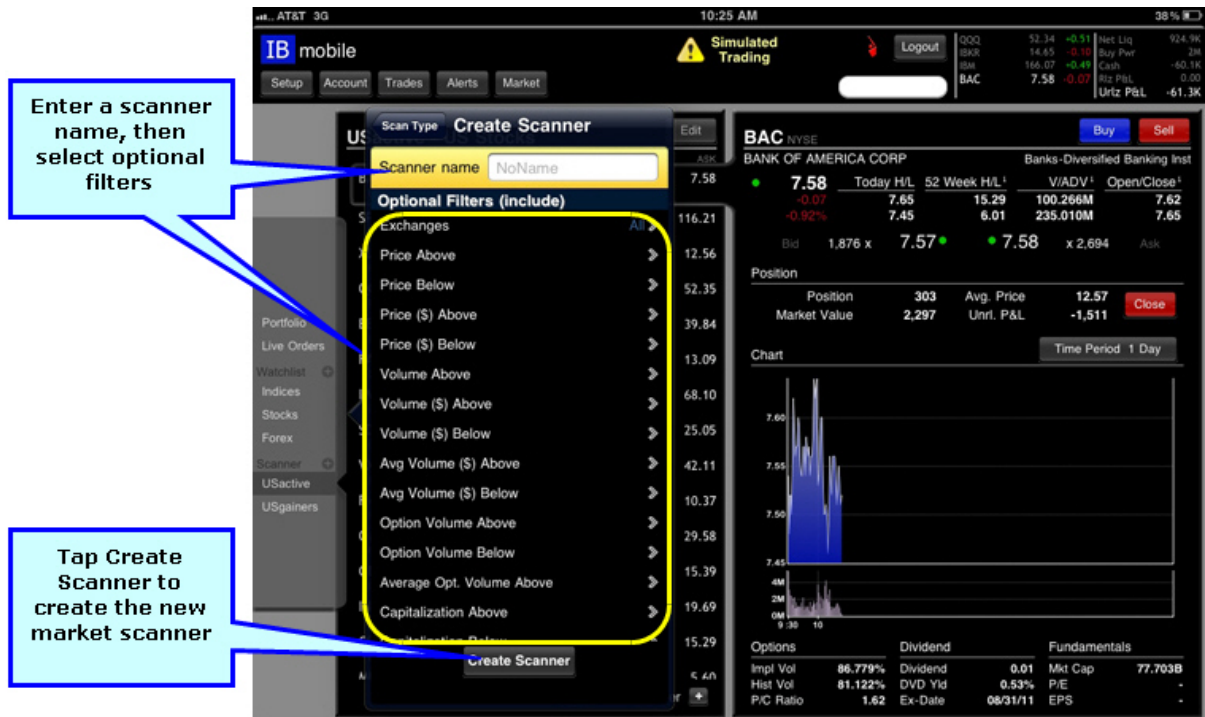 AT&T 3G
10:25 AM
38%
IB mobile
Simulated Trading
Logout
QQQ 52.34 +0.51
IBKR 14.65 -0.10
IBM 166.07 +0.49
BAC 7.58 -0.07
Net Liq 924.9K
Buy Pwr 2M
Cash -60.1K
Rlz P&L 0.00
Urlz P&L -61.3K
Setup Account Trades Alerts Market
Enter a scanner
name, then
select optional
filters
Tap Create
Scanner to
create the new
market scanner
Portfolio
Live Orders
Watchlist
Indices
Stocks
Forex
Scanner
USactive
USgainers
Scan Type Create Scanner
Scanner name NoName
Optional Filters (include)
Exchanges All
Price Above
Price Below
Price ($) Above
Price ($) Below
Volume Above
Volume ($) Above
Volume ($) Below
Avg Volume ($) Above
Avg Volume ($) Below
Option Volume Above
Option Volume Below
Average Opt. Volume Above
Capitalization Above
Capitalization Below
Create Scanner
Edit
ASK
7.58
116.21
12.56
52.35
39.84
13.09
68.10
25.05
42.11
10.37
29.58
15.39
19.69
15.29
5.60
BAC NYSE
Buy Sell
BANK OF AMERICA CORP Banks-Diversified Banking Inst
7.58 Today H/L 52 Week H/L¹ V/ADV¹ Open/Close¹
-0.07 7.65 15.29 100.266M 7.62
-0.92% 7.45 6.01 235.010M 7.65
Bid 1,876 x 7.57 7.58 x 2,694 Ask
Position
Position 303 Avg. Price 12.57
Market Value 2,297 Unrl. P&L -1,511
Close
Chart
Time Period 1 Day
7.60
7.55
7.50
7.45
4M
2M
0M
9:30 10
Options Dividend Fundamentals
Impl Vol 86.779% Dividend 0.01 Mkt Cap 77.703B
Hist Vol 81.122% DVD Yld 0.53% P/E -
P/C Ratio 1.62 Ex-Date 08/31/11 EPS -